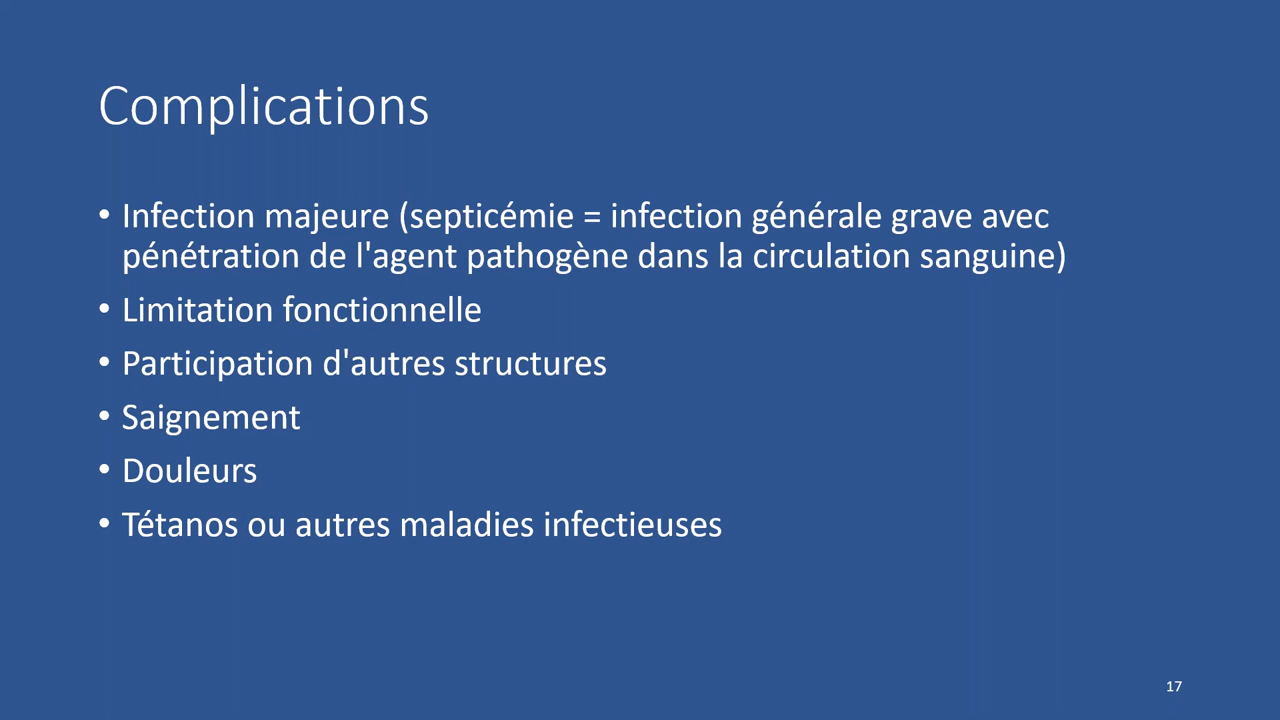 Complications
• Infection majeure (septicémie = infection générale grave avec
pénétration de l'agent pathogène dans la circulation sanguine)
• Limitation fonctionnelle
• Participation d'autres structures
• Saignement
• Douleurs
• Tétanos ou autres maladies infectieuses
17